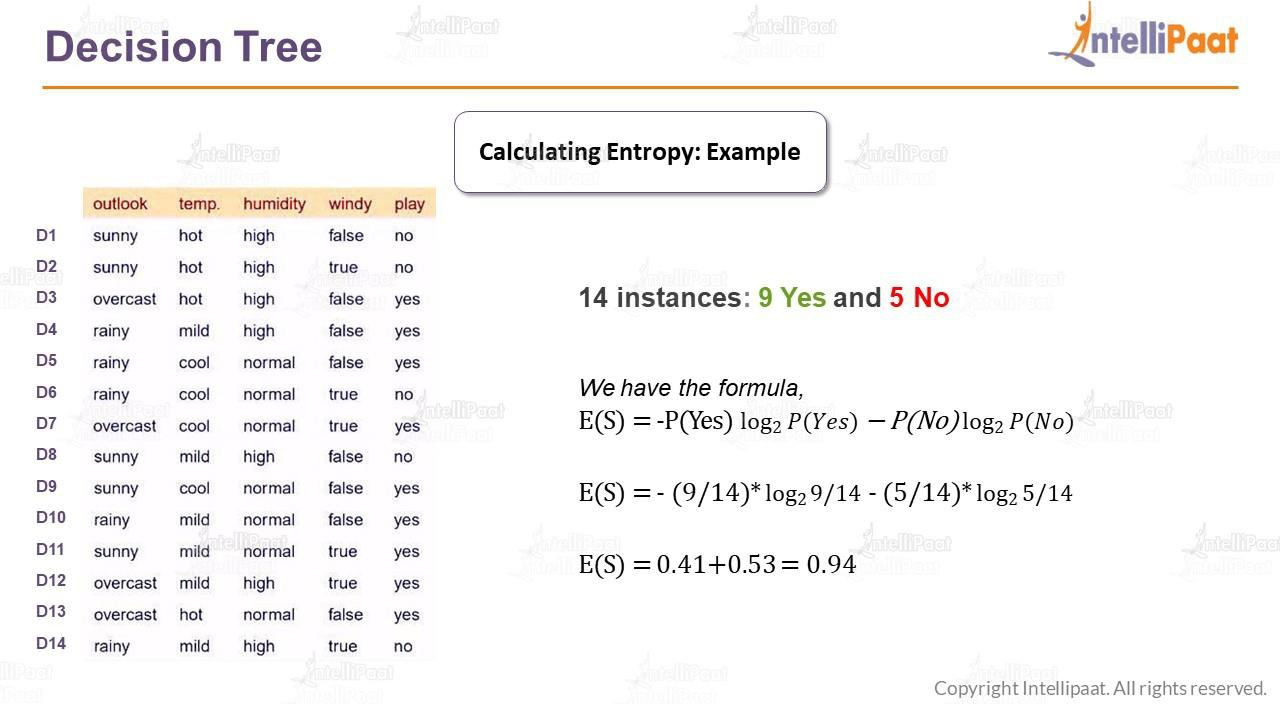 Decision Tree
IntelliPaat
Calculating Entropy: Example
outlook temp. humidity windy play
D1 sunny hot high false no
D2 sunny hot high true no
D3 overcast hot high false yes
D4 rainy mild high false yes
D5 rainy cool normal false yes
D6 rainy cool normal true no
D7 overcast cool normal true yes
D8 sunny mild high false no
D9 sunny cool normal false yes
D10 rainy mild normal false yes
D11 sunny mild normal true yes
D12 overcast mild high true yes
D13 overcast hot normal false yes
D14 rainy mild high true no
14 instances: 9 Yes and 5 No
We have the formula,
E(S) = -P(Yes) log₂ P(Yes) − P(No) log₂ P(No)
E(S) = - (9/14)* log₂ 9/14 - (5/14)* log₂ 5/14
E(S) = 0.41+0.53 = 0.94
Copyright Intellipaat. All rights reserved.